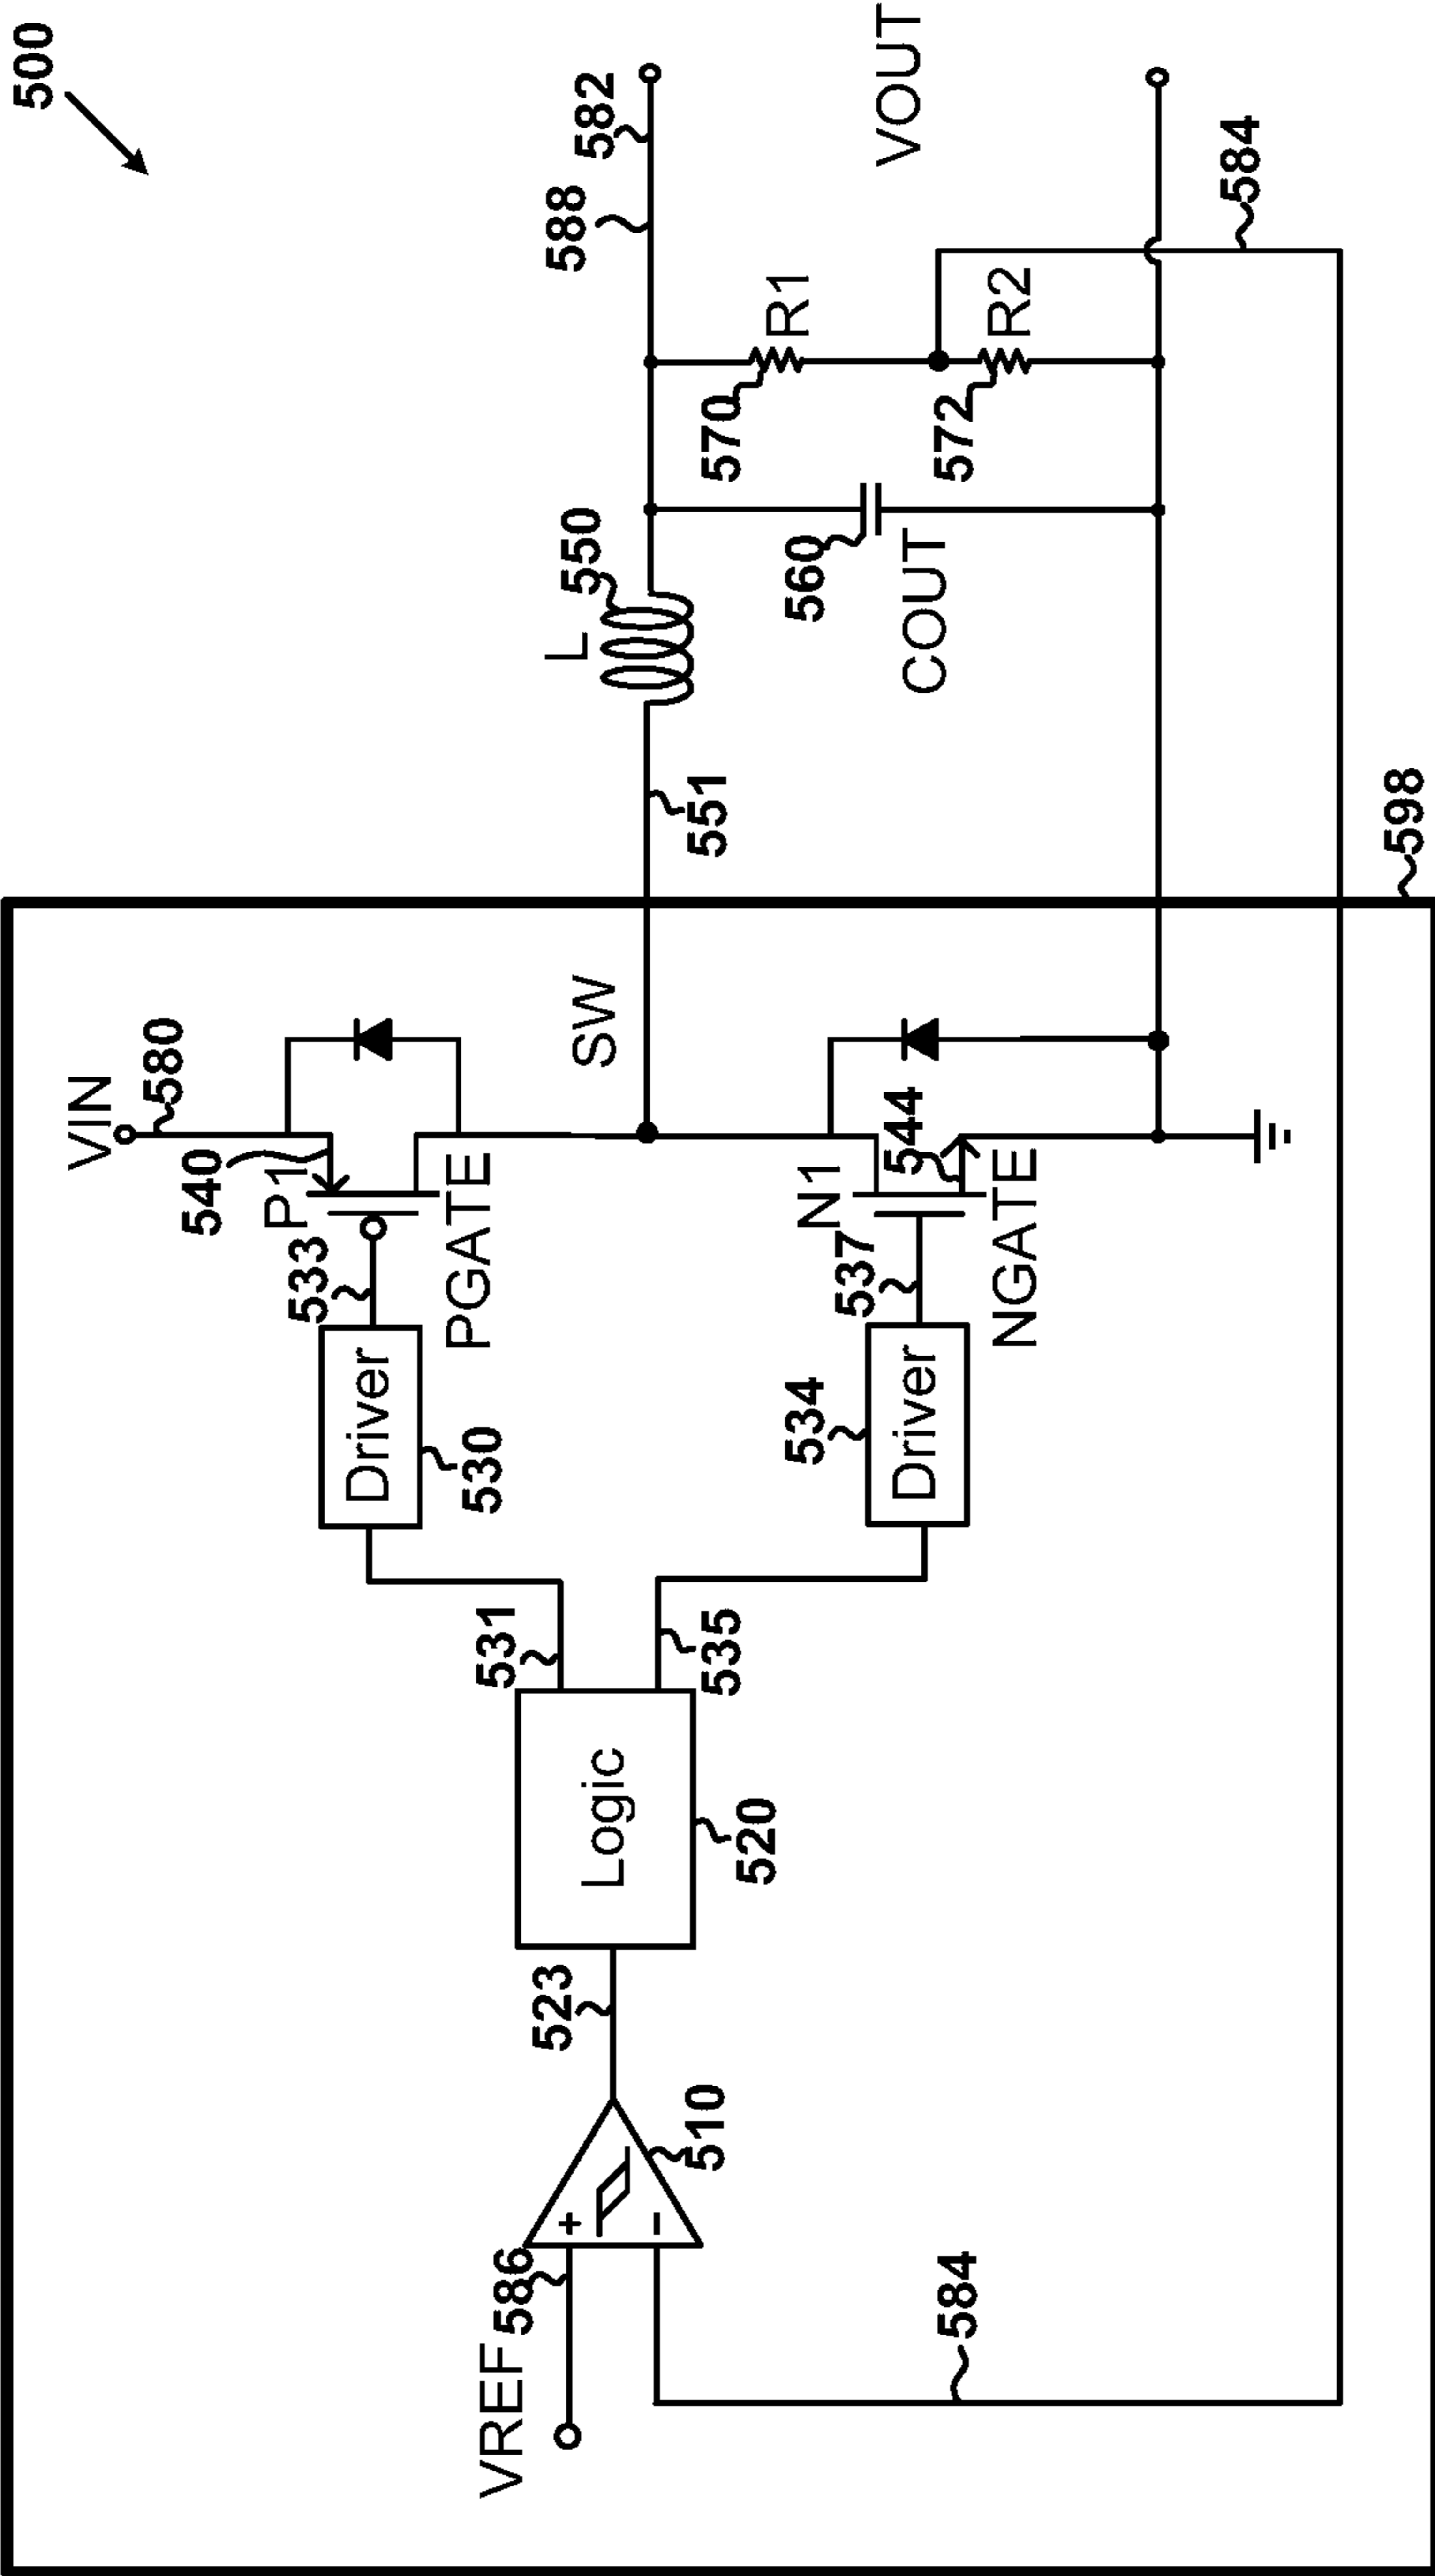 500
VIN
580
540
P1
533
PGATE
Driver
530
531
SW
551
L
550
588
582
R1
570
VOUT
560
COUT
572
R2
584
VREF
586
+
-
510
523
Logic
520
535
534
Driver
537
N1
544
NGATE
584
598